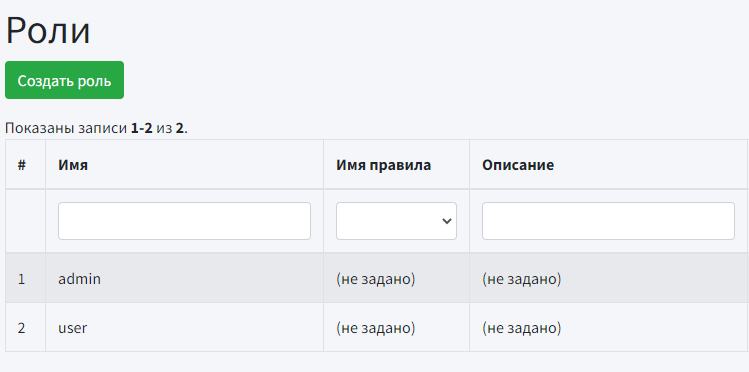 Роли
Создать роль
Показаны записи 1-2 из 2.
# Имя Имя правила Описание
1 admin (не задано) (не задано)
2 user (не задано) (не задано)